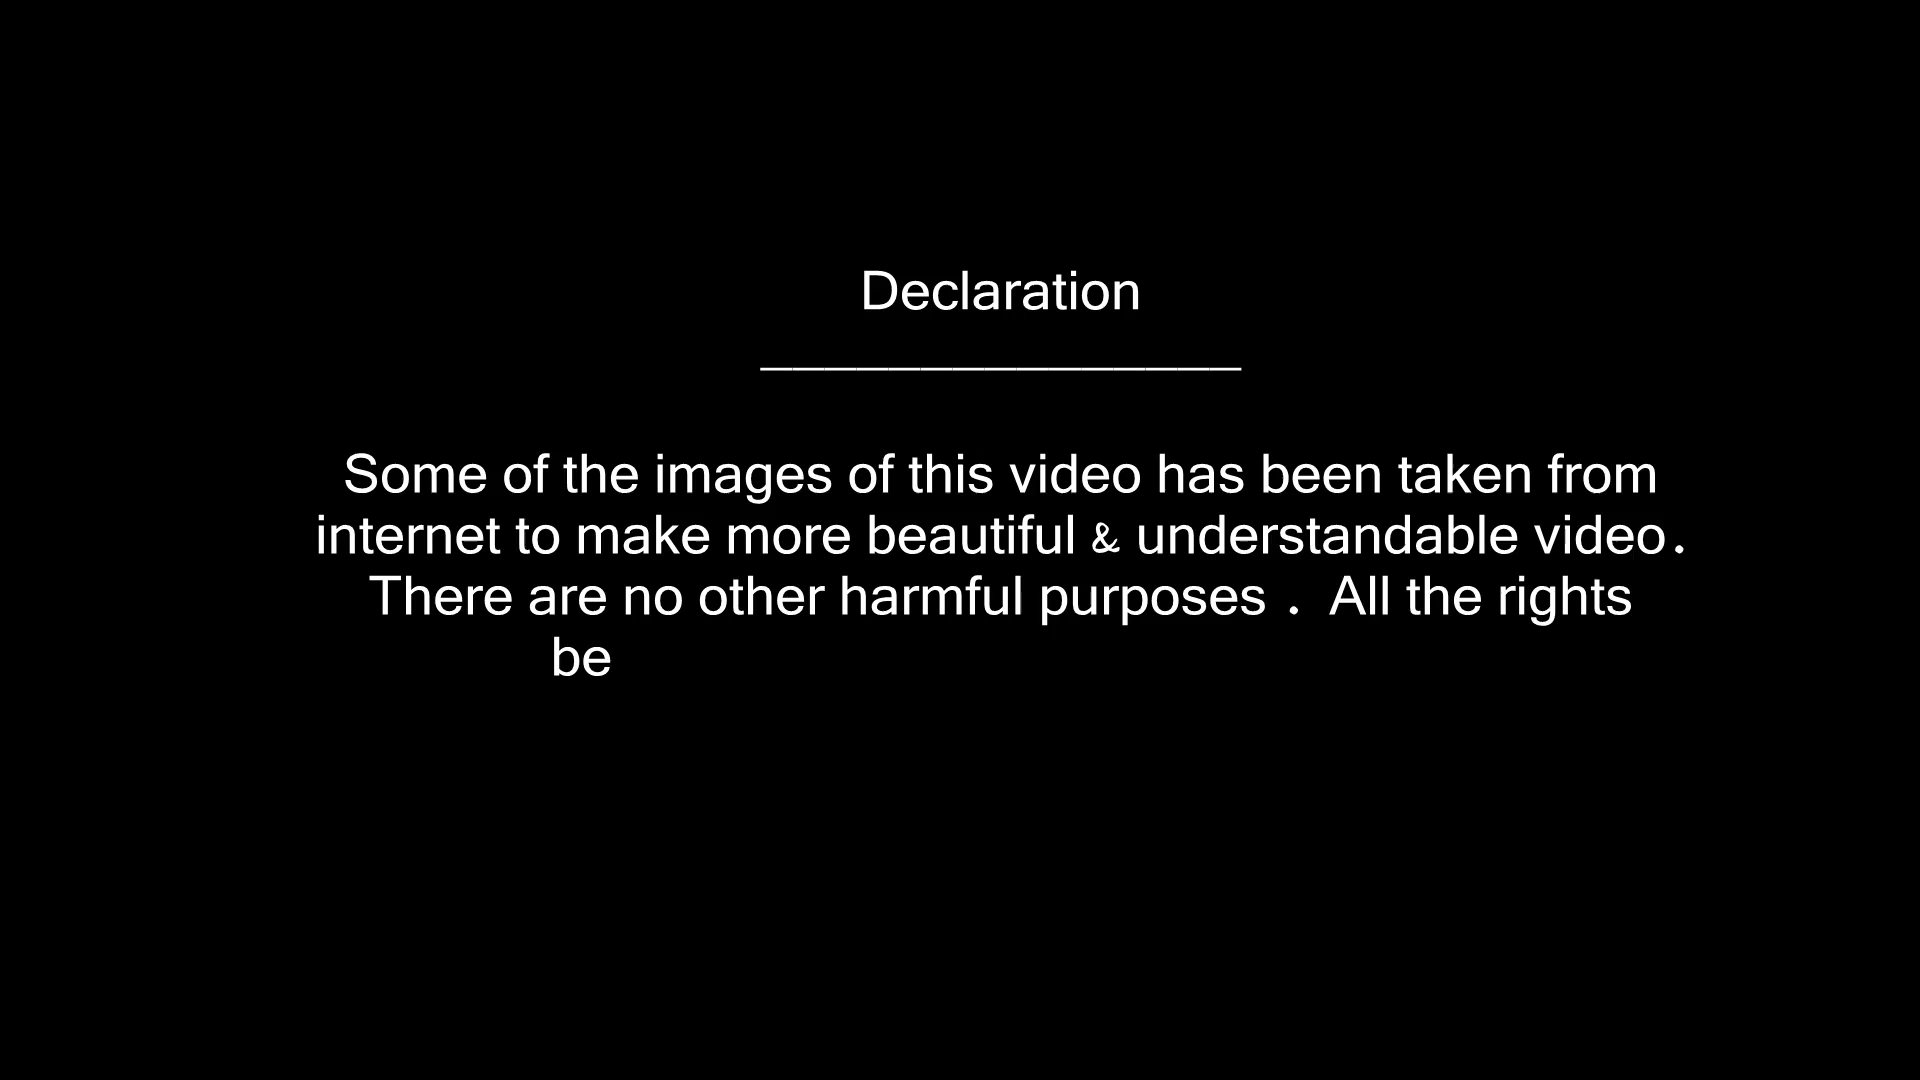 Declaration
_______________
Some of the images of this video has been taken from
internet to make more beautiful & understandable video.
There are no other harmful purposes . All the rights
be